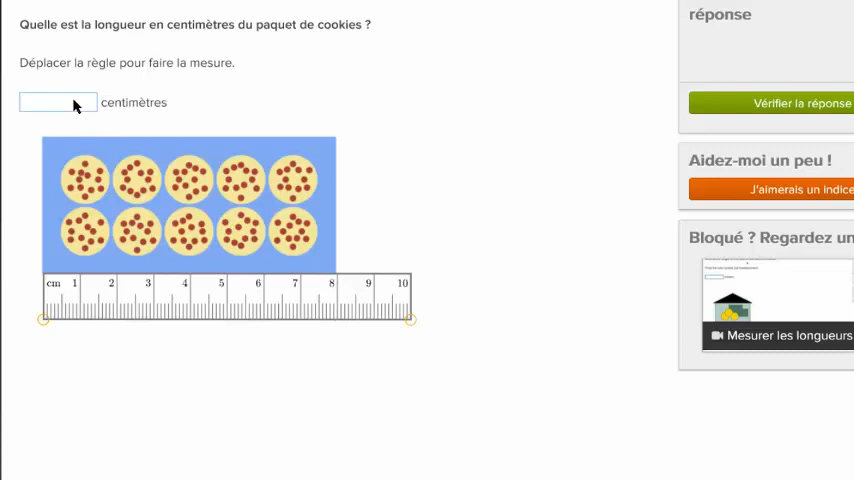 Quelle est la longueur en centimètres du paquet de cookies ?
Déplacer la règle pour faire la mesure.
centimètres
cm 1 2 3 4 5 6 7 8 9 10
réponse
Vérifier la réponse
Aidez-moi un peu !
J'aimerais un indice
Bloqué ? Regardez un
Mesurer les longueurs